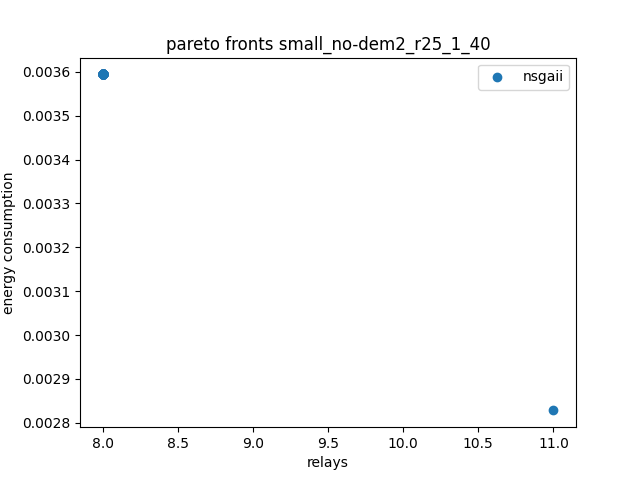 pareto fronts small_no-dem2_r25_1_40
nsgaii
energy consumption
0.0036
0.0035
0.0034
0.0033
0.0032
0.0031
0.0030
0.0029
0.0028
8.0 8.5 9.0 9.5 10.0 10.5 11.0
relays